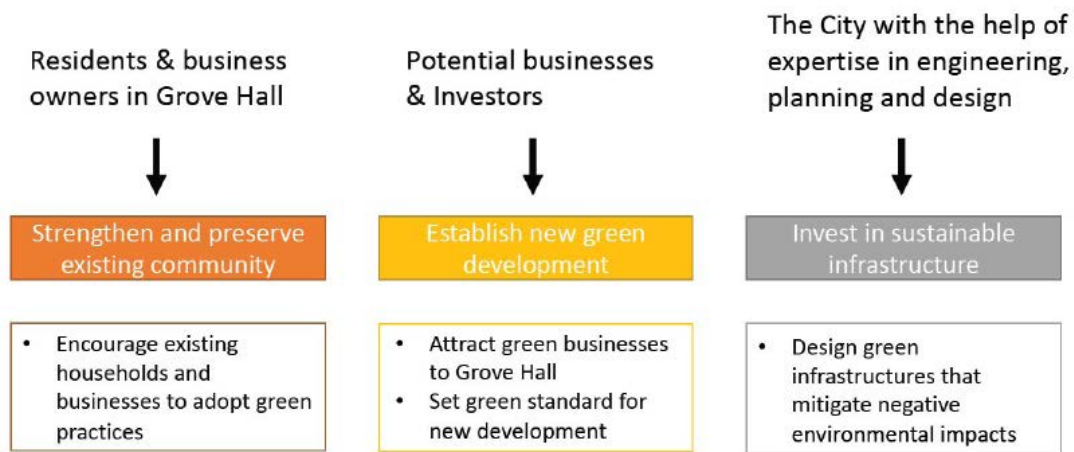 Residents & business
owners in Grove Hall
Strengthen and preserve
existing community
• Encourage existing
households and
businesses to adopt green
practices
Potential businesses
& Investors
Establish new green
development
• Attract green businesses
to Grove Hall
• Set green standard for
new development
The City with the help of
expertise in engineering,
planning and design
Invest in sustainable
infrastructure
• Design green
infrastructures that
mitigate negative
environmental impacts